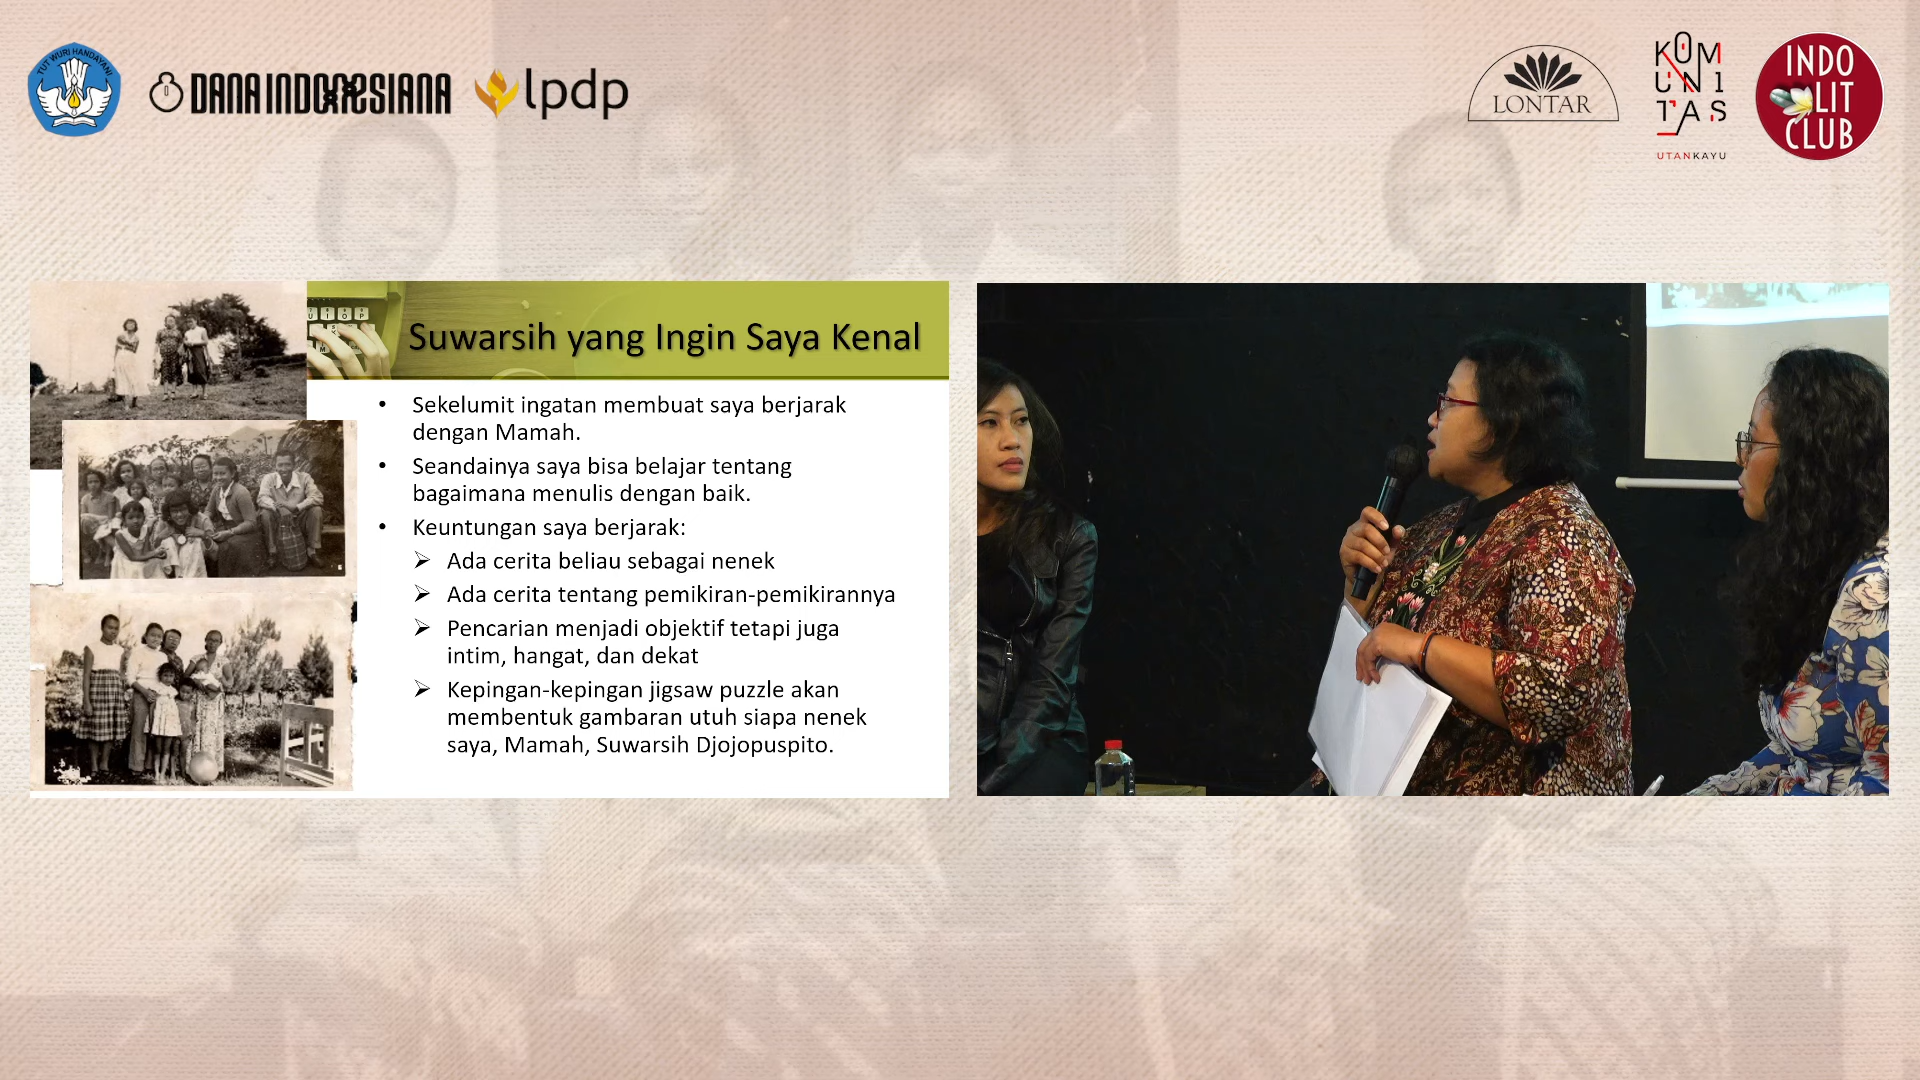 TUT WURI HANDAYANI
DANA INDONESIANA
lpdp
LONTAR
KOM
UNI
TAS
UTANKAYU
INDO
LIT
CLUB
U I O P
M
Suwarsih yang Ingin Saya Kenal
• Sekelumit ingatan membuat saya berjarak
dengan Mamah.
• Seandainya saya bisa belajar tentang
bagaimana menulis dengan baik.
• Keuntungan saya berjarak:
➢ Ada cerita beliau sebagai nenek
➢ Ada cerita tentang pemikiran-pemikirannya
➢ Pencarian menjadi objektif tetapi juga
intim, hangat, dan dekat
➢ Kepingan-kepingan jigsaw puzzle akan
membentuk gambaran utuh siapa nenek
saya, Mamah, Suwarsih Djojopuspito.